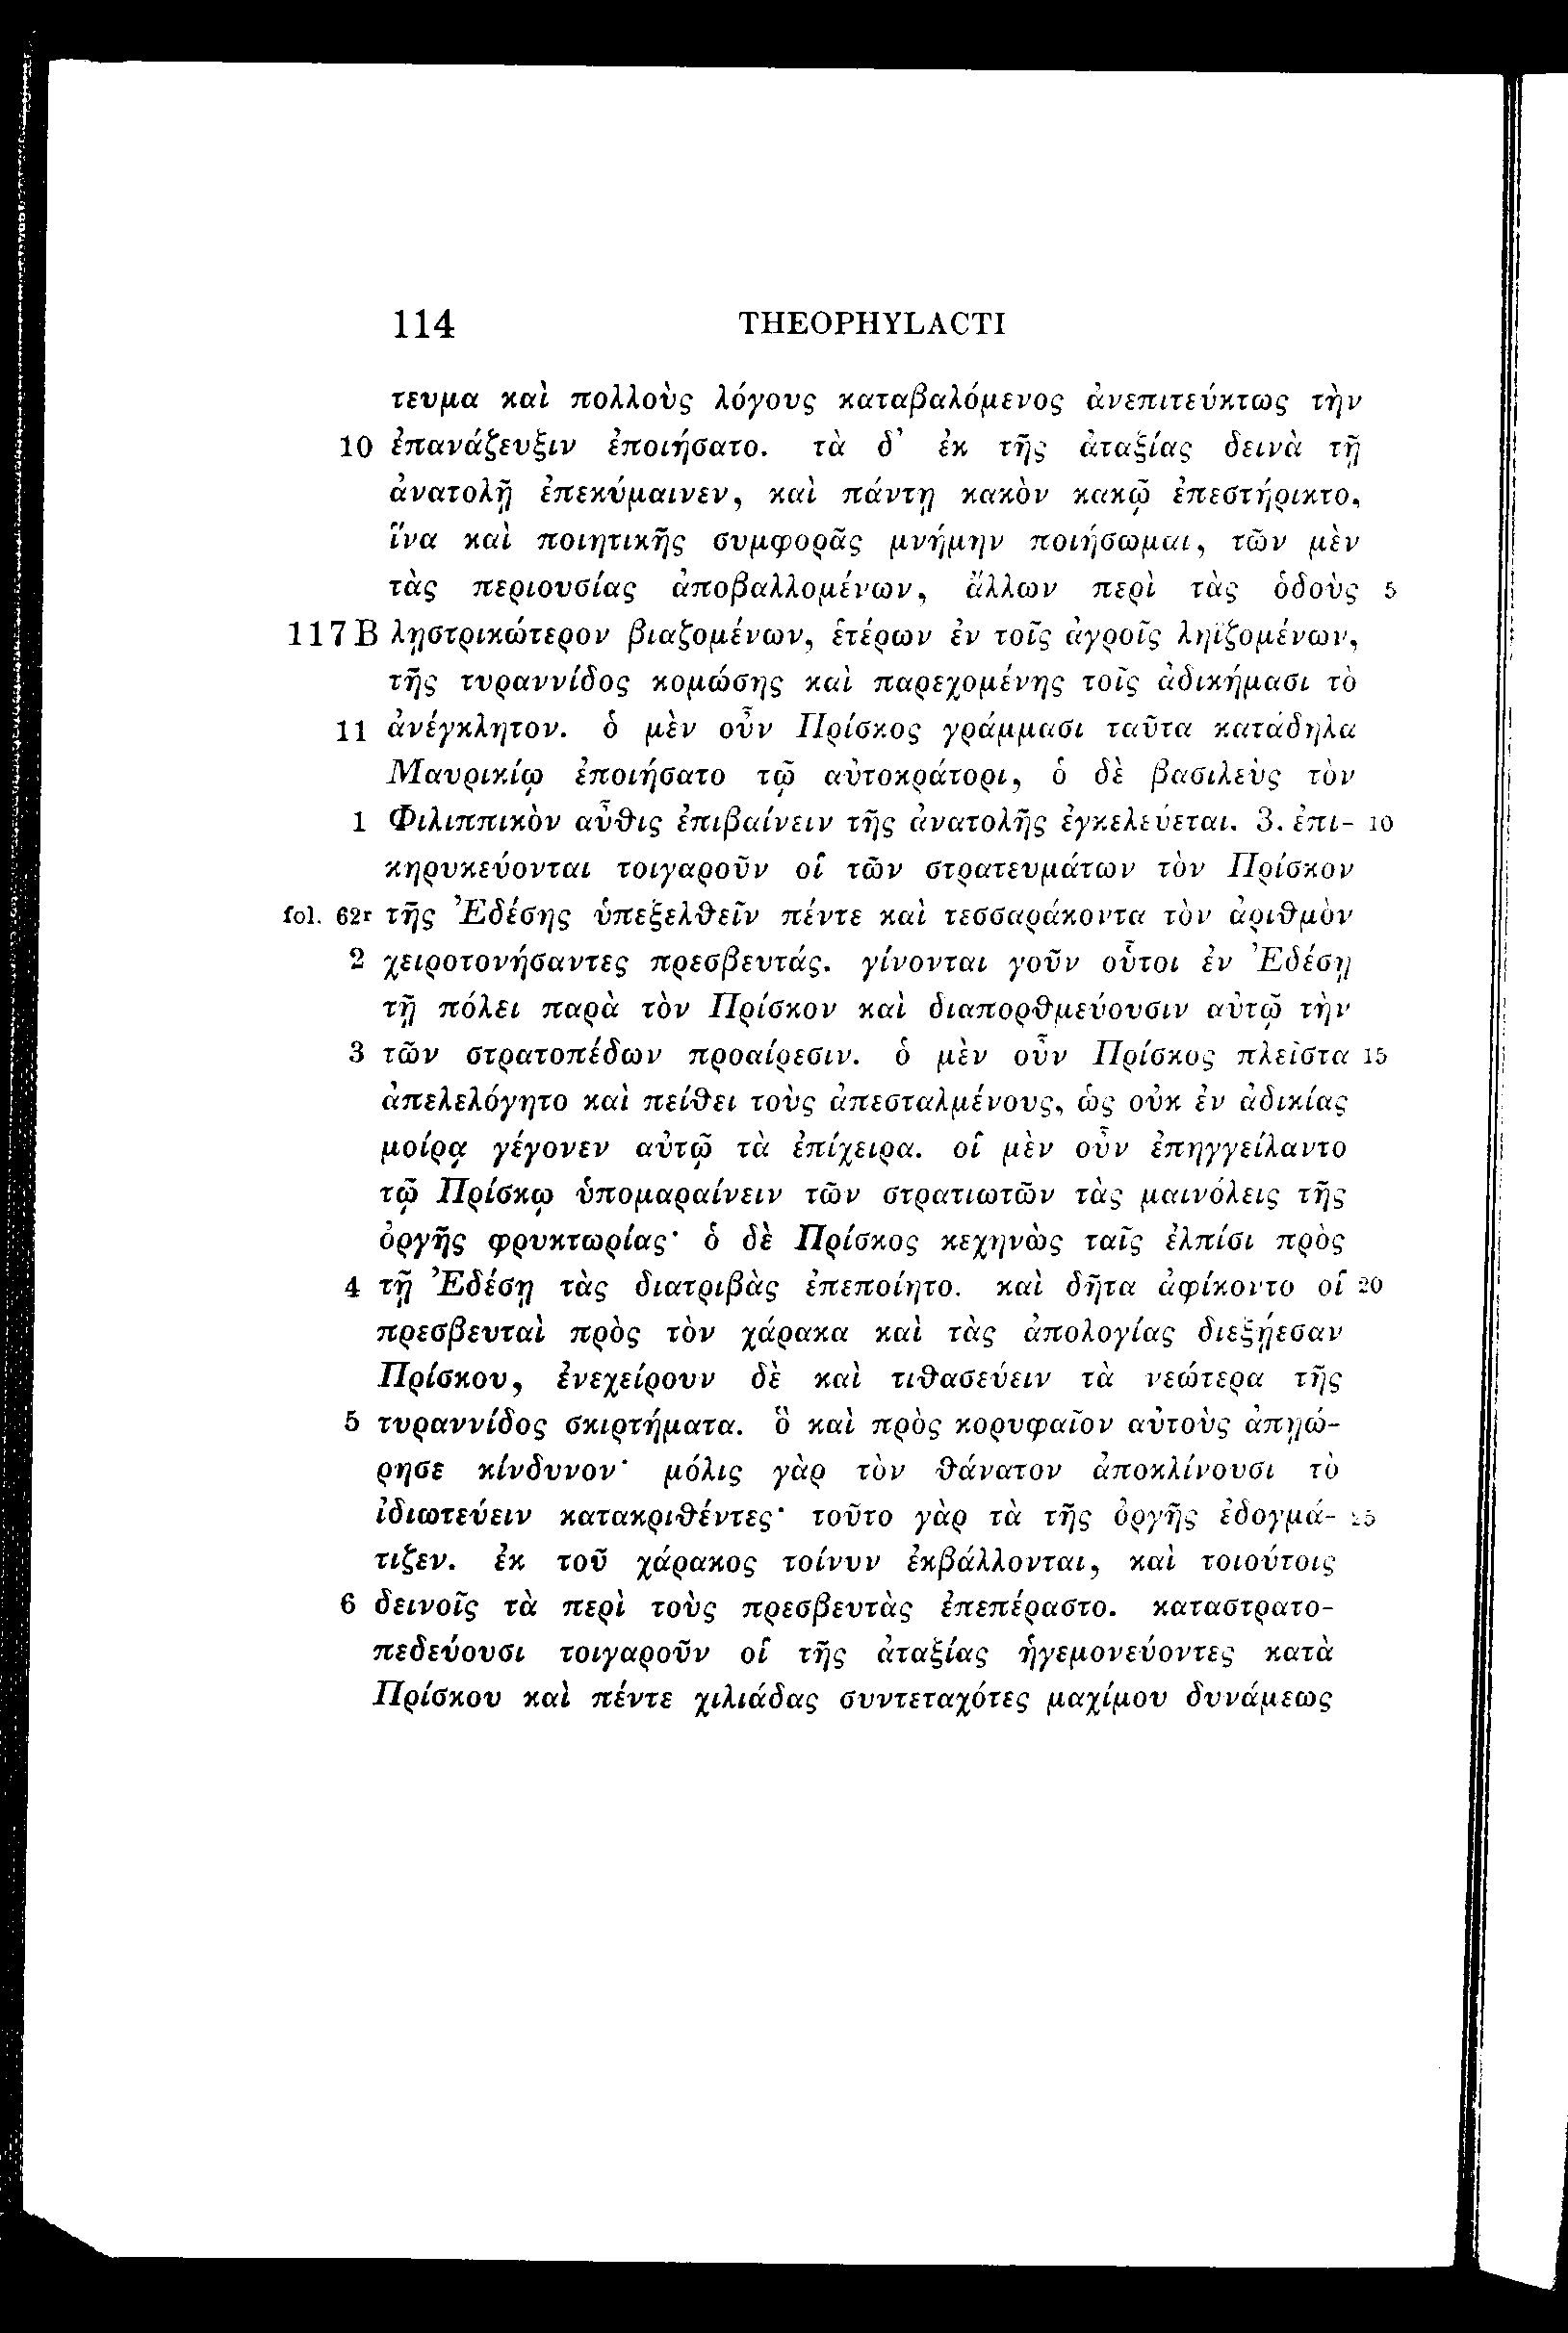 114 THEOPHYLACTI
τευμα καὶ πολλοὺς λόγους καταβαλόμενος ἀνεπιτεύκτως τὴν
10 ἐπανάζευξιν ἐποιήσατο. τὰ δ᾽ ἐκ τῆς ἀταξίας δεινὰ τῇ
ἀνατολῇ ἐπεκύμαινεν, καὶ πάντῃ κακὸν κακῷ ἐπεστήρικτο,
ἵνα καὶ ποιητικῆς συμφορᾶς μνήμην ποιήσωμαι, τῶν μὲν
τὰς περιουσίας ἀποβαλλομένων, ἄλλων περὶ τὰς ὁδοὺς 5
117 B λῃστρικώτερον βιαζομένων, ἑτέρων ἐν τοῖς ἀγροῖς ληϊζομένων,
τῆς τυραννίδος κομώσης καὶ παρεχομένης τοῖς ἀδικήμασι τὸ
11 ἀνέγκλητον. ὁ μὲν οὖν Πρίσκος γράμμασι ταῦτα κατάδηλα
Μαυρικίῳ ἐποιήσατο τῷ αὐτοκράτορι, ὁ δὲ βασιλεὺς τὸν
1 Φιλιππικὸν αὖθις ἐπιβαίνειν τῆς ἀνατολῆς ἐγκελεύεται. 3. ἐπι- 10
κηρυκεύονται τοιγαροῦν οἱ τῶν στρατευμάτων τὸν Πρίσκον
fol. 62r τῆς Ἐδέσης ὑπεξελθεῖν πέντε καὶ τεσσαράκοντα τὸν ἀριθμὸν
2 χειροτονήσαντες πρεσβευτάς. γίνονται γοῦν οὗτοι ἐν Ἐδέσῃ
τῇ πόλει παρὰ τὸν Πρίσκον καὶ διαπορθμεύουσιν αὐτῷ τὴν
3 τῶν στρατοπέδων προαίρεσιν. ὁ μὲν οὖν Πρίσκος πλεῖστα 15
ἀπελελόγητο καὶ πείθει τοὺς ἀπεσταλμένους, ὡς οὐκ ἐν ἀδικίας
μοίρᾳ γέγονεν αὐτῷ τὰ ἐπίχειρα. οἱ μὲν οὖν ἐπηγγείλαντο
τῷ Πρίσκῳ ὑπομαραίνειν τῶν στρατιωτῶν τὰς μαινόλεις τῆς
ὀργῆς φρυκτωρίας· ὁ δὲ Πρίσκος κεχηνὼς ταῖς ἐλπίσι πρὸς
4 τῇ Ἐδέσῃ τὰς διατριβὰς ἐπεποίητο. καὶ δῆτα ἀφίκοντο οἱ 20
πρεσβευταὶ πρὸς τὸν χάρακα καὶ τὰς ἀπολογίας διεξῄεσαν
Πρίσκου, ἐνεχείρουν δὲ καὶ τιθασεύειν τὰ νεώτερα τῆς
5 τυραννίδος σκιρτήματα. ὃ καὶ πρὸς κορυφαῖον αὐτοὺς ἀπῃώ-
ρησε κίνδυνον· μόλις γὰρ τὸν θάνατον ἀποκλίνουσι τὸ
ἰδιωτεύειν κατακριθέντες· τοῦτο γὰρ τὰ τῆς ὀργῆς ἐδογμά- 25
τιζεν. ἐκ τοῦ χάρακος τοίνυν ἐκβάλλονται, καὶ τοιούτοις
6 δεινοῖς τὰ περὶ τοὺς πρεσβευτὰς ἐπεπέραστο. καταστρατο-
πεδεύουσι τοιγαροῦν οἱ τῆς ἀταξίας ἡγεμονεύοντες κατὰ
Πρίσκου καὶ πέντε χιλιάδας συντεταχότες μαχίμου δυνάμεως